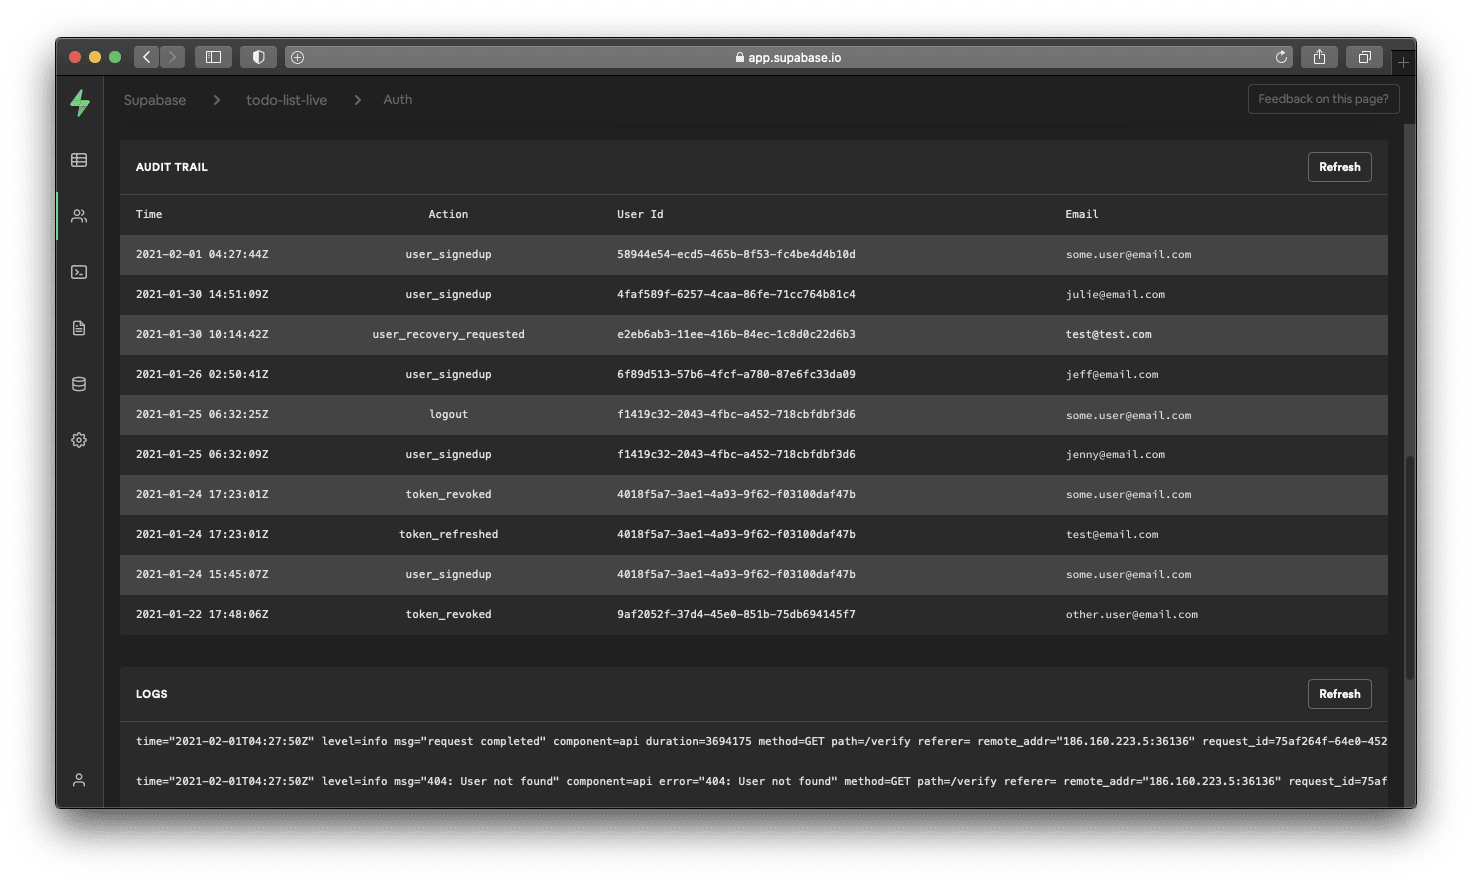 app.supabase.io
Supabase > todo-list-live > Auth
Feedback on this page?
AUDIT TRAIL
Refresh
Time Action User Id Email
2021-02-01 04:27:44Z user_signedup 58944e54-ecd5-465b-8f53-fc4be4d4b10d some.user@email.com
2021-01-30 14:51:09Z user_signedup 4faf589f-6257-4caa-86fe-71cc764b81c4 julie@email.com
2021-01-30 10:14:42Z user_recovery_requested e2eb6ab3-11ee-416b-84ec-1c8d0c22d6b3 test@test.com
2021-01-26 02:50:41Z user_signedup 6f89d513-57b6-4fcf-a780-87e6fc33da09 jeff@email.com
2021-01-25 06:32:25Z logout f1419c32-2043-4fbc-a452-718cbfdbf3d6 some.user@email.com
2021-01-25 06:32:09Z user_signedup f1419c32-2043-4fbc-a452-718cbfdbf3d6 jenny@email.com
2021-01-24 17:23:01Z token_revoked 4018f5a7-3ae1-4a93-9f62-f03100daf47b some.user@email.com
2021-01-24 17:23:01Z token_refreshed 4018f5a7-3ae1-4a93-9f62-f03100daf47b test@email.com
2021-01-24 15:45:07Z user_signedup 4018f5a7-3ae1-4a93-9f62-f03100daf47b some.user@email.com
2021-01-22 17:48:06Z token_revoked 9af2052f-37d4-45e0-851b-75db694145f7 other.user@email.com
LOGS
Refresh
time="2021-02-01T04:27:50Z" level=info msg="request completed" component=api duration=3694175 method=GET path=/verify referer= remote_addr="186.160.223.5:36136" request_id=75af264f-64e0-452
time="2021-02-01T04:27:50Z" level=info msg="404: User not found" component=api error="404: User not found" method=GET path=/verify referer= remote_addr="186.160.223.5:36136" request_id=75af